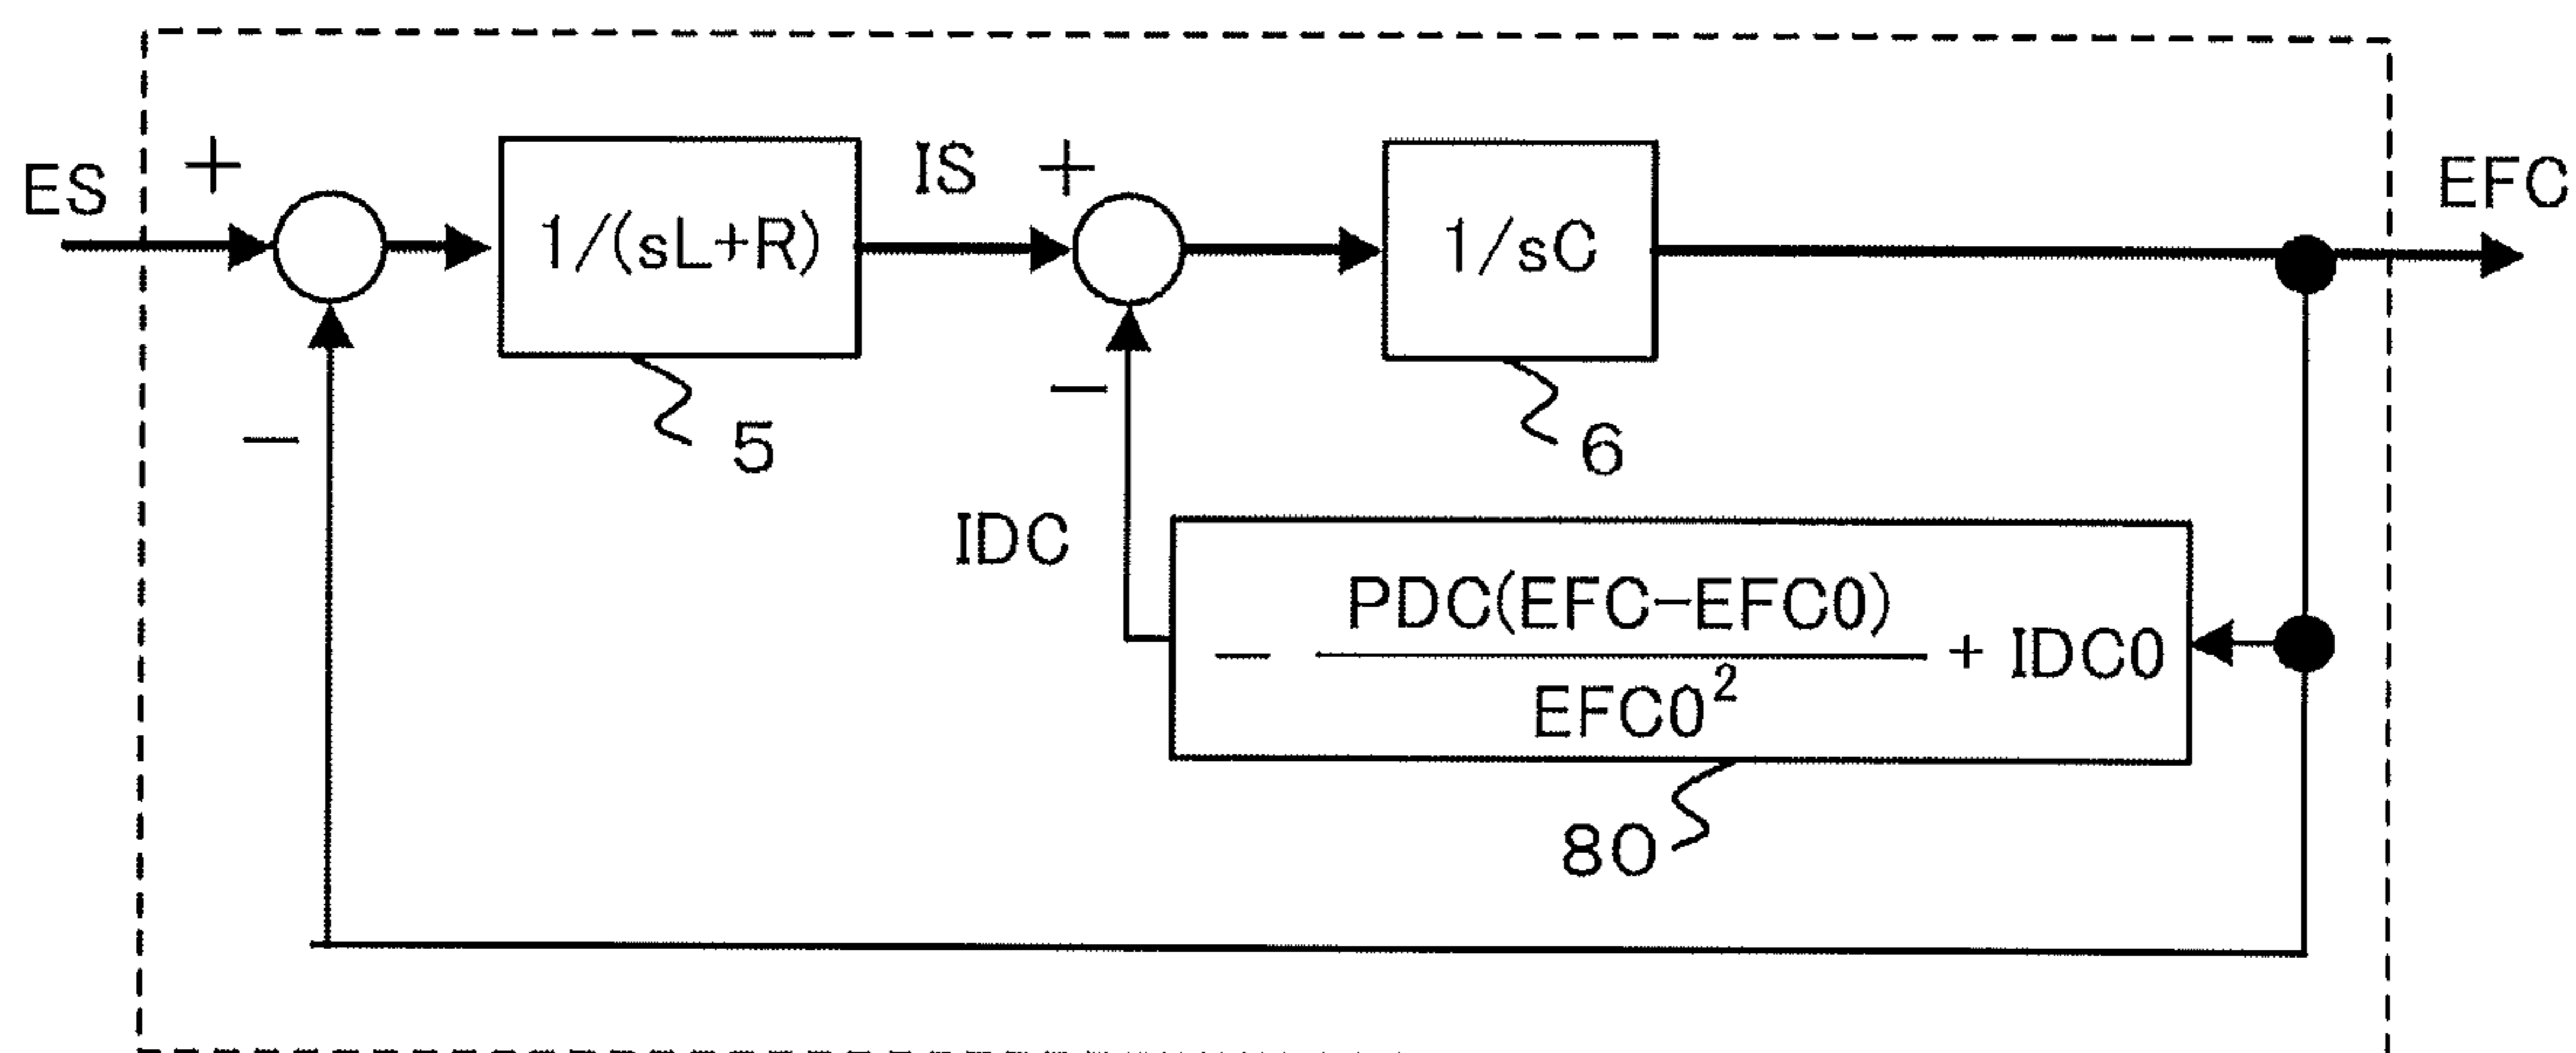 ES
+
−
1/(sL+R)
5
IS
+
−
IDC
1/sC
6
EFC
− PDC(EFC−EFC0) / EFC0² + IDC0
80